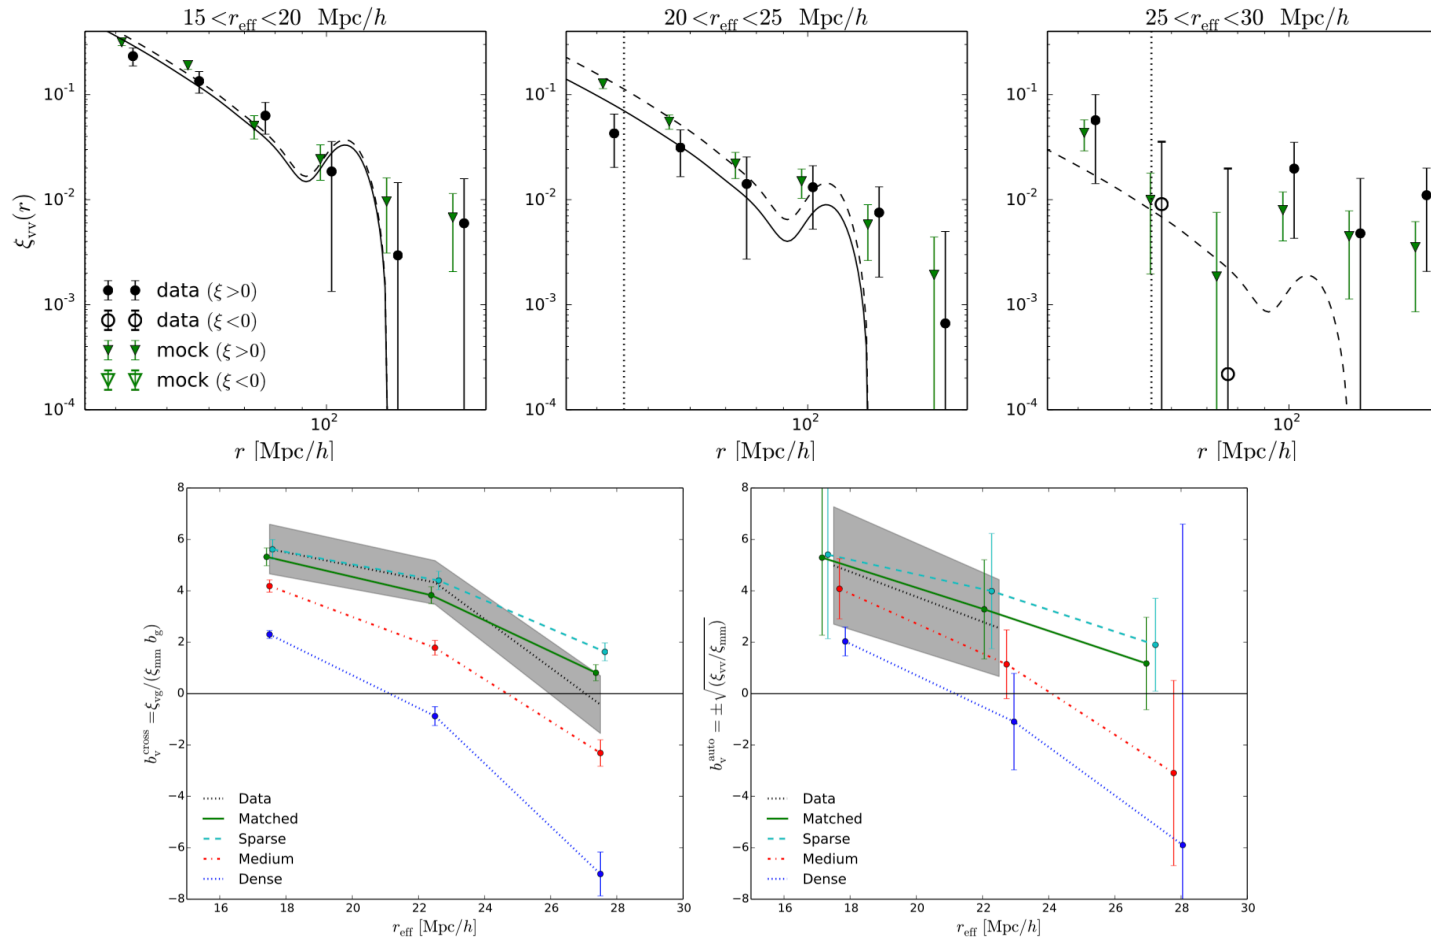 15 < r_eff < 20 Mpc/h
20 < r_eff < 25 Mpc/h
25 < r_eff < 30 Mpc/h
ξ_vv(r)
10^-1
10^-2
10^-3
10^-4
data (ξ>0)
data (ξ<0)
mock (ξ>0)
mock (ξ<0)
10^2
r [Mpc/h]
10^-1
10^-2
10^-3
10^-4
10^2
r [Mpc/h]
10^-1
10^-2
10^-3
10^-4
10^2
r [Mpc/h]
b_v^cross = ξ_vg/(ξ_mm b_g)
8
6
4
2
0
−2
−4
−6
−8
Data
Matched
Sparse
Medium
Dense
16 18 20 22 24 26 28 30
r_eff [Mpc/h]
b_v^auto = ±√(ξ_vv/ξ_mm)
8
6
4
2
0
−2
−4
−6
−8
Data
Matched
Sparse
Medium
Dense
16 18 20 22 24 26 28 30
r_eff [Mpc/h]